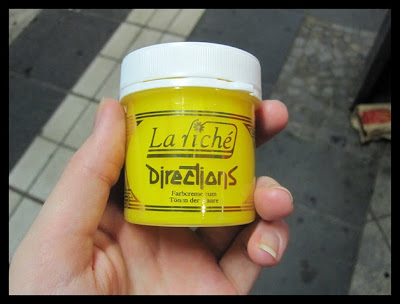 La riché
Directions
Farbcreme zum
Tönen der Haare